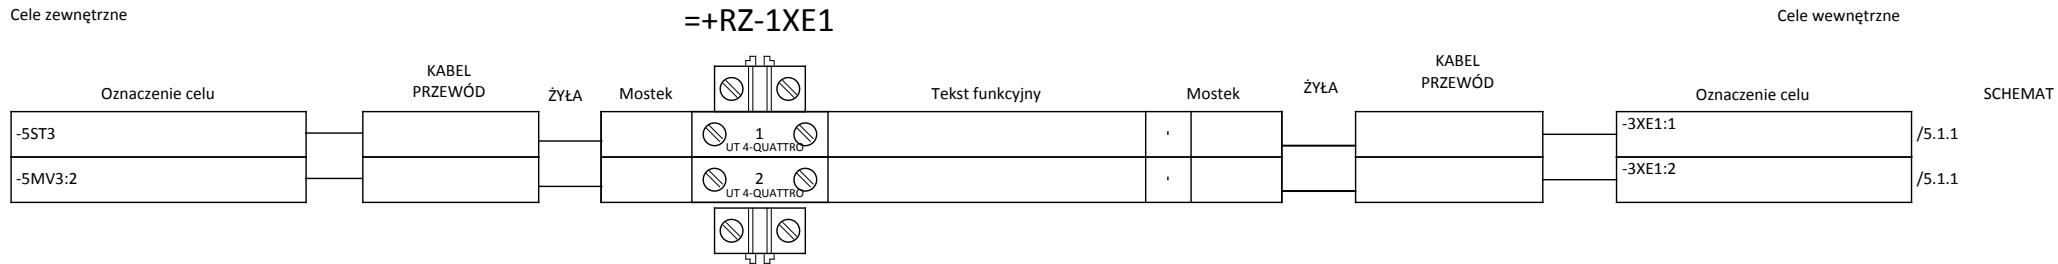 Cele zewnętrzne
=+RZ-1XE1
Cele wewnętrzne
Oznaczenie celu
KABEL
PRZEWÓD
ŻYŁA
Mostek
Tekst funkcyjny
Mostek
ŻYŁA
KABEL
PRZEWÓD
Oznaczenie celu
SCHEMAT
-5ST3
1
UT 4-QUATTRO
-3XE1:1
/5.1.1
-5MV3:2
2
UT 4-QUATTRO
-3XE1:2
/5.1.1